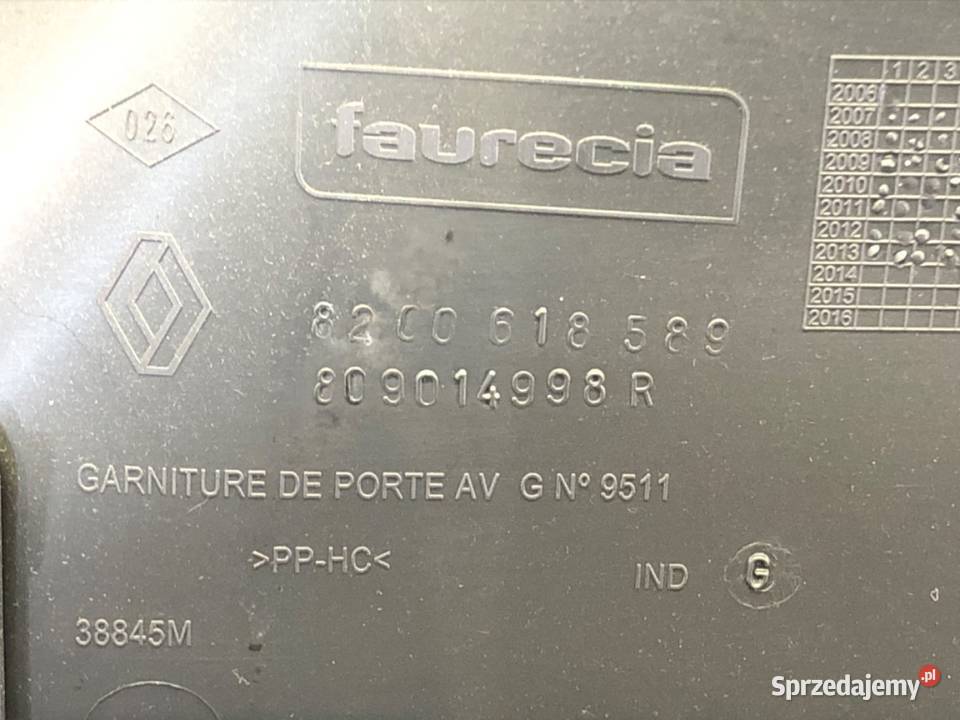 026
faurecia
1 2 3
2006
2007
2008
2009
2010
2011
2012
2013
2014
2015
2016
8200 618 589
809014998 R
GARNITURE DE PORTE AV G Nº 9511
>PP-HC<
IND G
38845M
Sprzedajemy.pl